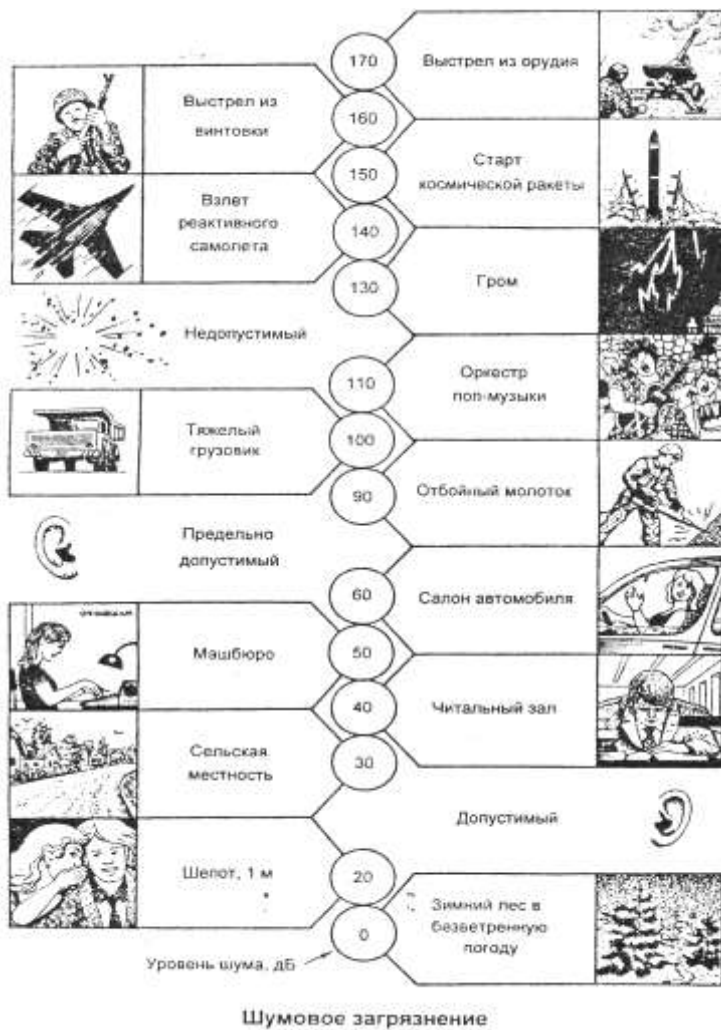 170
Выстрел из орудия
Выстрел из
винтовки
160
150
Старт
космической ракеты
Взлет
реактивного
самолета
140
130
Гром
Недопустимый
110
Оркестр
поп-музыки
Тяжелый
грузовик
100
90
Отбойный молоток
Предельно
допустимый
60
Салон автомобиля
Машбюро
50
40
Читальный зал
Сельская
местность
30
Допустимый
Шепот, 1 м
20
Зимний лес в
безветренную
погоду
0
Уровень шума, дБ
Шумовое загрязнение